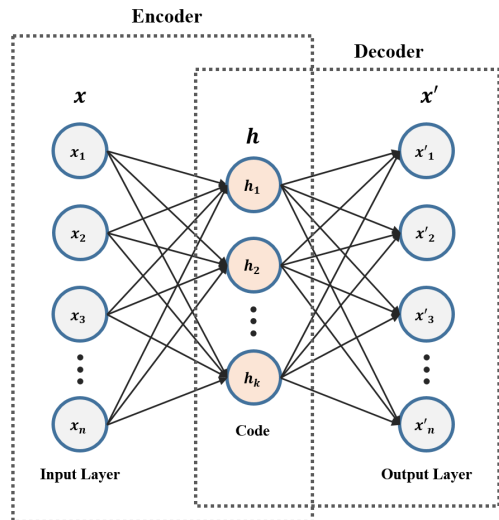 Encoder
Decoder
x
h
x′
x₁
x₂
x₃
xₙ
h₁
h₂
hₖ
x′₁
x′₂
x′₃
x′ₙ
Code
Input Layer
Output Layer